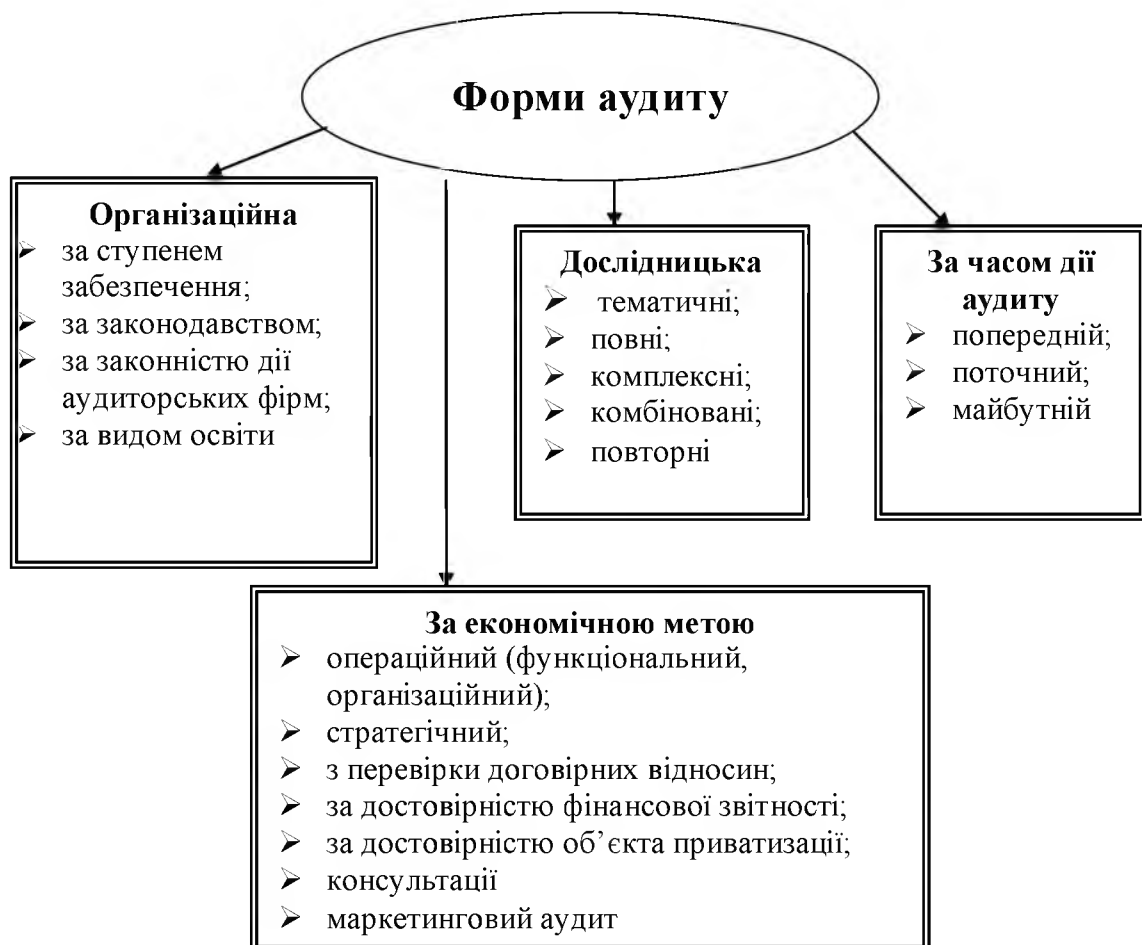 Форми аудиту
Організаційна
➢ за ступенем
забезпечення;
➢ за законодавством;
➢ за законністю дії
аудиторських фірм;
➢ за видом освіти
Дослідницька
➢ тематичні;
➢ повні;
➢ комплексні;
➢ комбіновані;
➢ повторні
За часом дії
аудиту
➢ попередній;
➢ поточний;
➢ майбутній
За економічною метою
➢ операційний (функціональний,
організаційний);
➢ стратегічний;
➢ з перевірки договірних відносин;
➢ за достовірністю фінансової звітності;
➢ за достовірністю об’єкта приватизації;
➢ консультації
➢ маркетинговий аудит